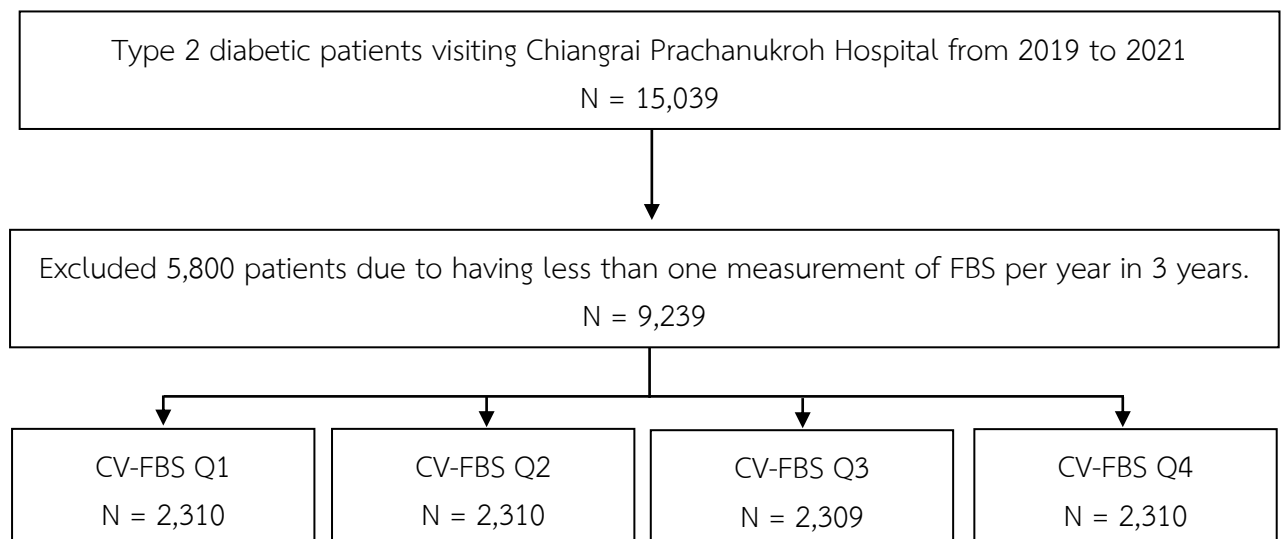 Type 2 diabetic patients visiting Chiangrai Prachanukroh Hospital from 2019 to 2021
N = 15,039
Excluded 5,800 patients due to having less than one measurement of FBS per year in 3 years.
N = 9,239
CV-FBS Q1
N = 2,310
CV-FBS Q2
N = 2,310
CV-FBS Q3
N = 2,309
CV-FBS Q4
N = 2,310